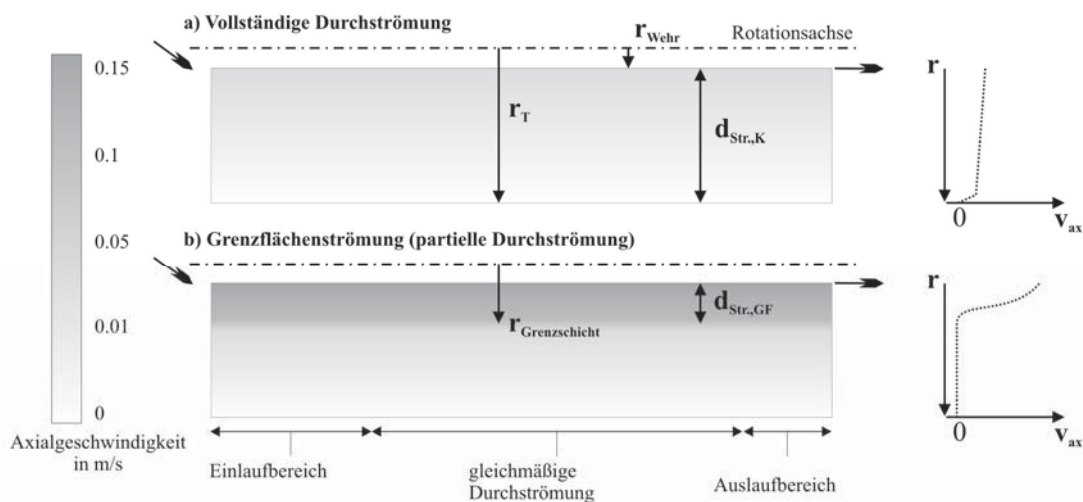 a) Vollständige Durchströmung
r Wehr
Rotationsachse
0.15
0.1
0.05
0.01
0
Axialgeschwindigkeit
in m/s
r T
d Str.,K
r
0
v ax
b) Grenzflächenströmung (partielle Durchströmung)
d Str.,GF
r Grenzschicht
r
0
v ax
Einlaufbereich
gleichmäßige
Durchströmung
Auslaufbereich